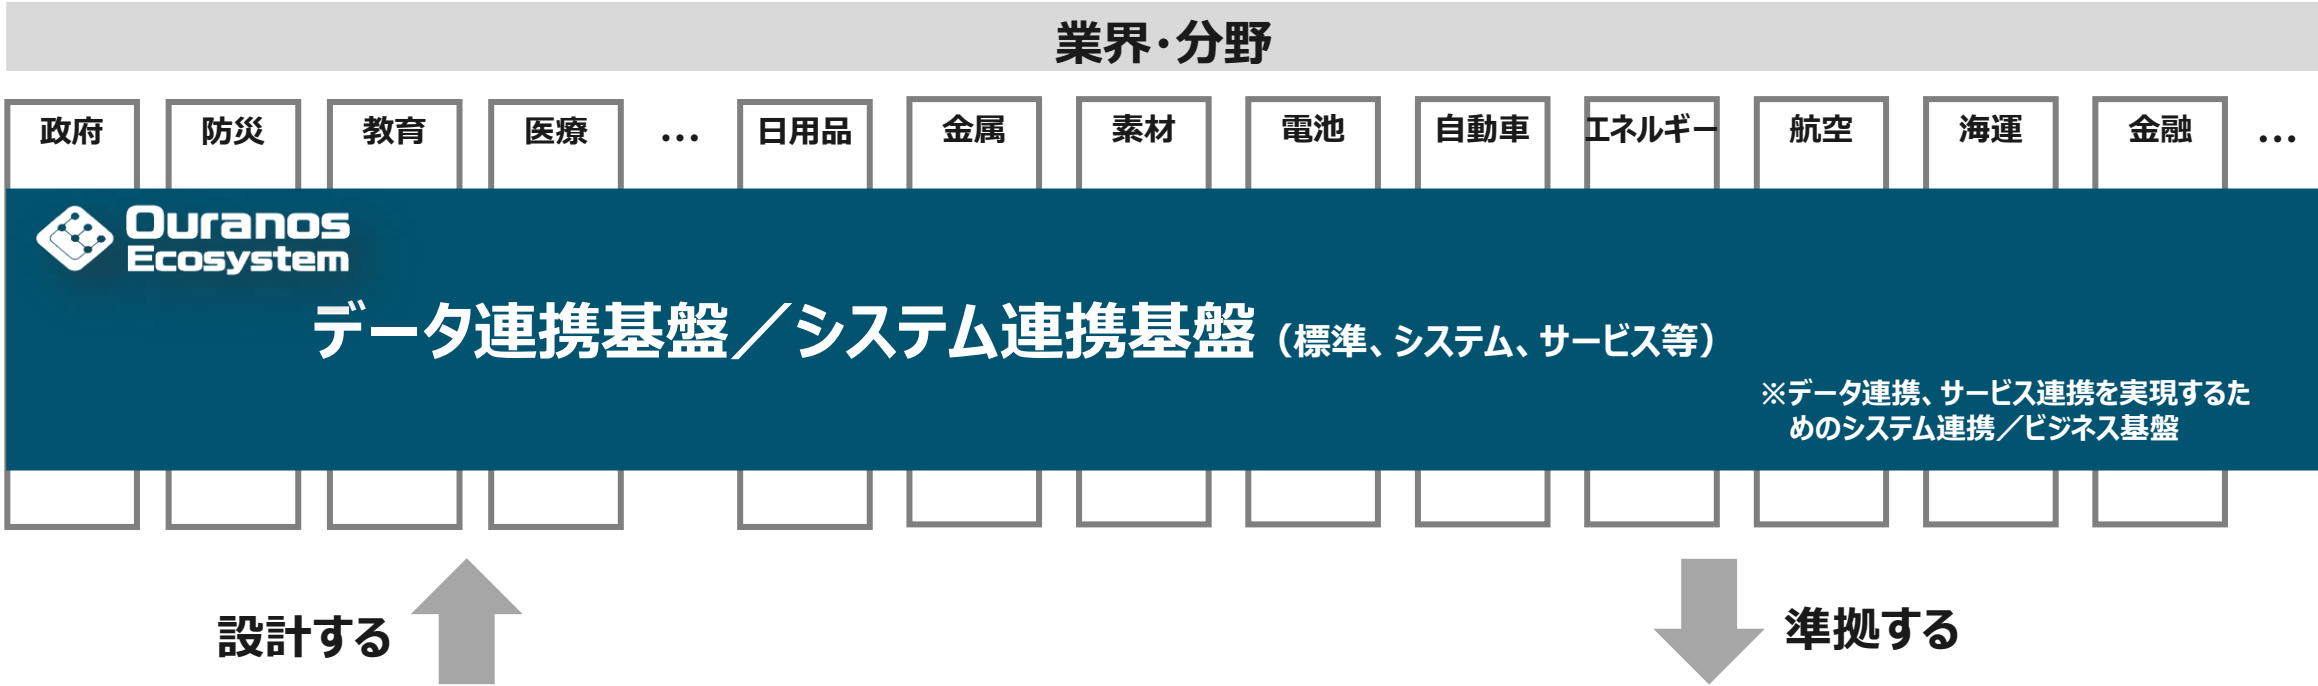 業界・分野
政府
防災
教育
医療
…
日用品
金属
素材
電池
自動車
エネルギー
航空
海運
金融
…
Ouranos
Ecosystem
データ連携基盤／システム連携基盤（標準、システム、サービス等）
※データ連携、サービス連携を実現するた
めのシステム連携／ビジネス基盤
設計する
準拠する